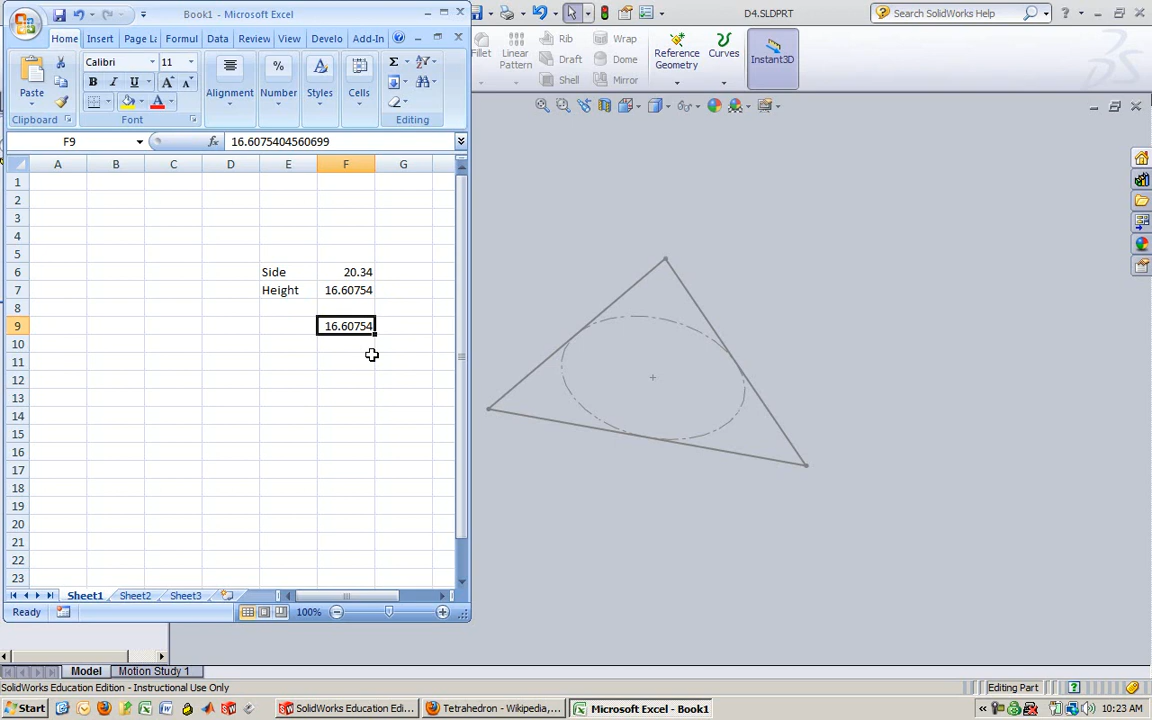 Book1 - Microsoft Excel
D4.SLDPRT
Search SolidWorks Help
Home Insert Page La Formul Data Review View Develo Add-In
Paste
Clipboard
Calibri 11
B I U
Font
Alignment
Number
Styles
Cells
Editing
Fillet
Linear Pattern
Rib
Draft
Shell
Wrap
Dome
Mirror
Reference Geometry
Curves
Instant3D
F9 fx 16.6075404560699
A B C D E F G
1
2
3
4
5
6 Side 20.34
7 Height 16.60754
8
9 16.60754
10
11
12
13
14
15
16
17
18
19
20
21
22
23
Sheet1 Sheet2 Sheet3
Ready 100%
Model Motion Study 1
SolidWorks Education Edition - Instructional Use Only
Editing Part
Start SolidWorks Education Edi... Tetrahedron - Wikipedia,... Microsoft Excel - Book1 10:23 AM